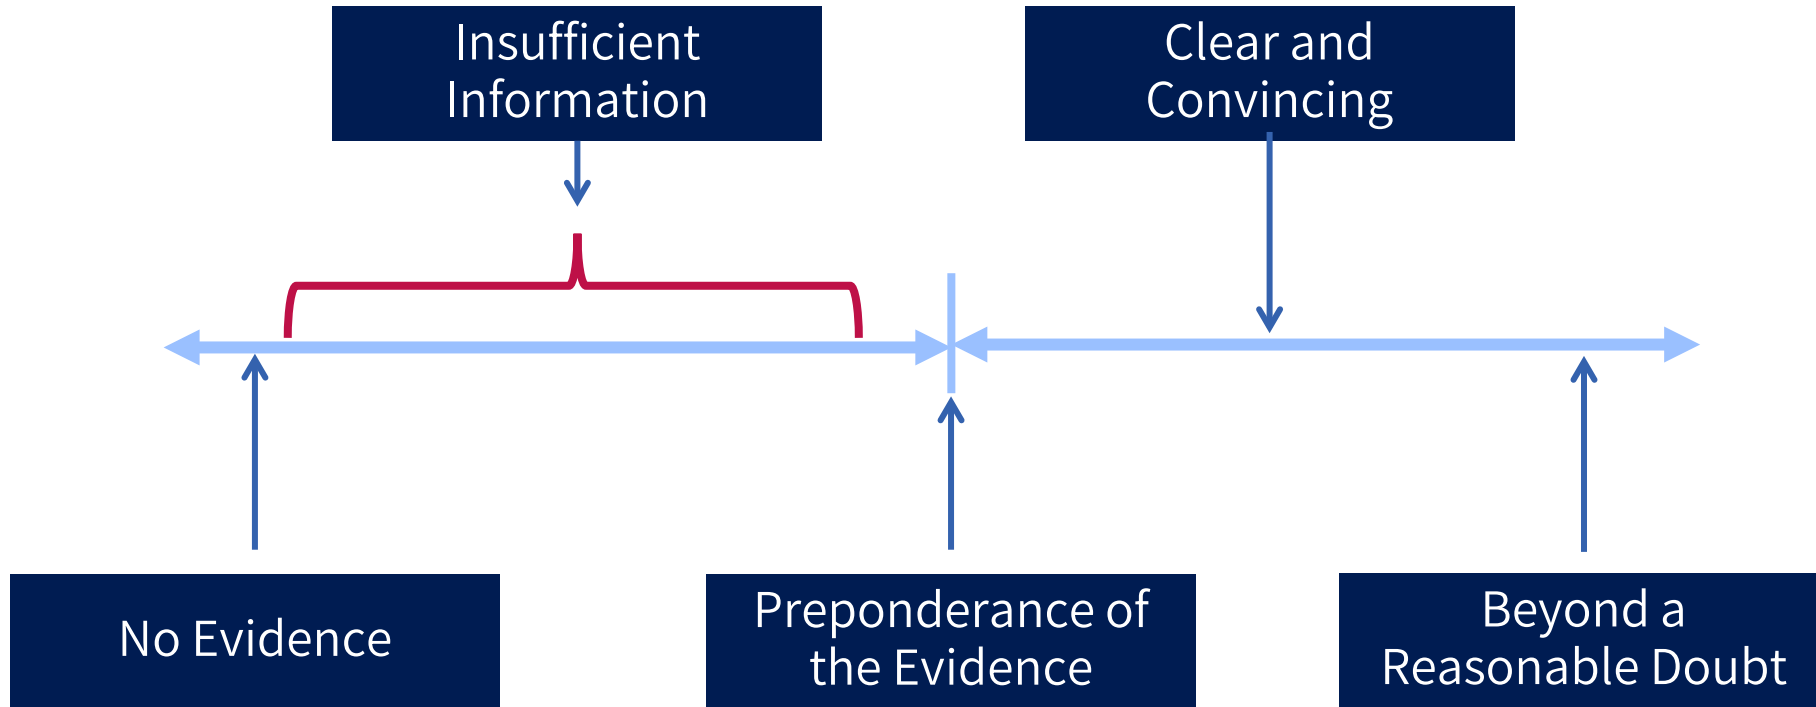 Insufficient
Information
Clear and
Convincing
No Evidence
Preponderance of
the Evidence
Beyond a
Reasonable Doubt